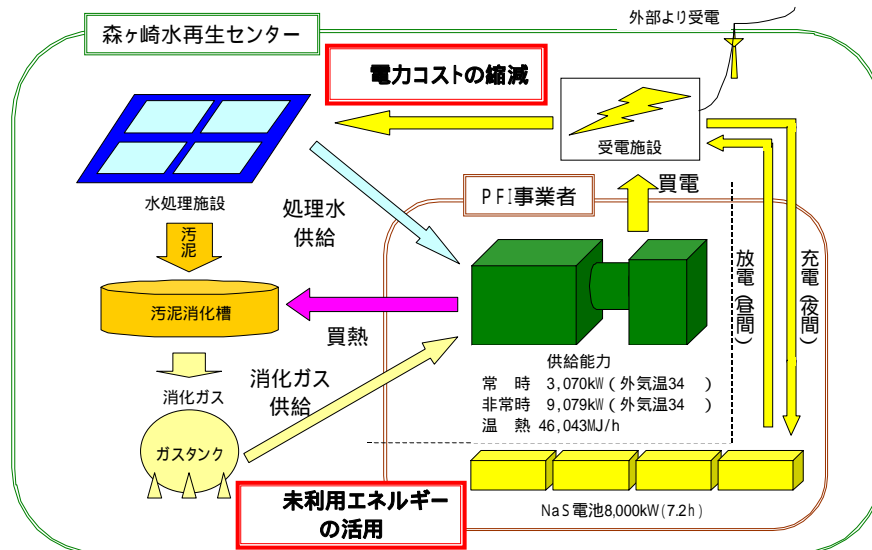 外部より受電
森ヶ崎水再生センター
電力コストの縮減
受電施設
買電
PFI事業者
水処理施設
処理水
供給
汚泥
放電(昼間)
充電(夜間)
汚泥消化槽
買熱
供給能力
常 時 3,070kW(外気温34 )
非常時 9,079kW(外気温34 )
温 熱 46,043MJ/h
消化ガス
消化ガス
供給
ガスタンク
未利用エネルギー
の活用
NaS電池8,000kW(7.2h)